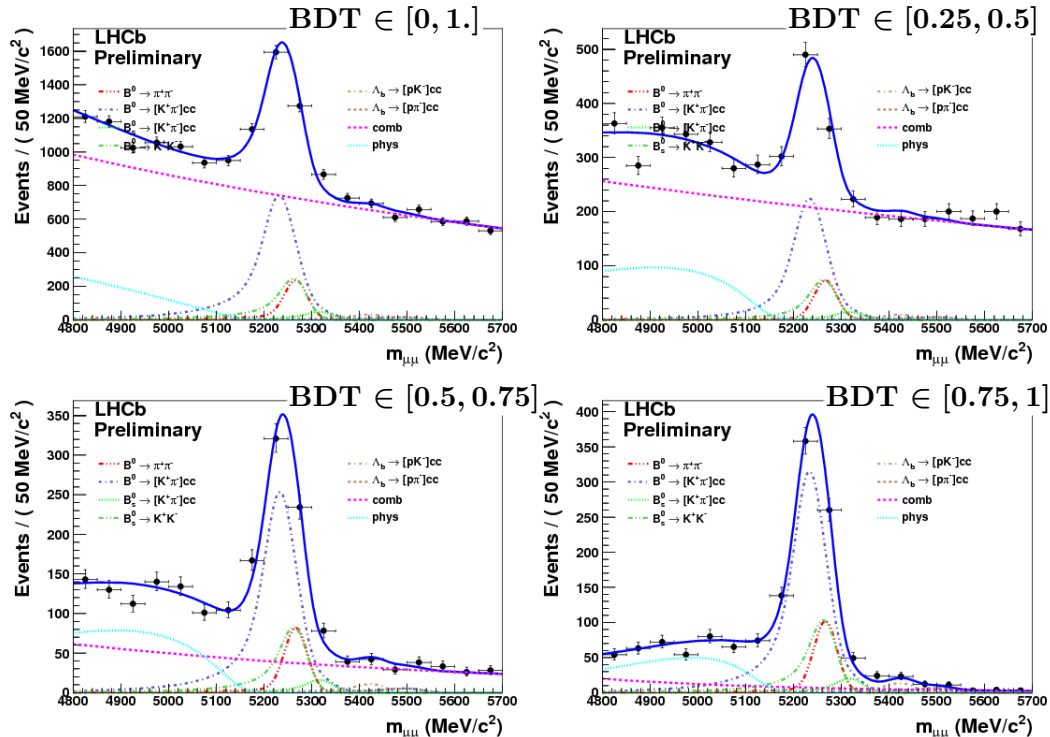 BDT ∈ [0, 1.]
LHCb
Preliminary
B⁰ → π⁺π⁻
B⁰ → [K⁺π⁻]cc
B⁰ₛ → [K⁺π⁻]cc
B⁰ₛ → K⁺K⁻
Λ_b → [pK⁻]cc
Λ_b → [pπ⁻]cc
comb
phys
Events / ( 50 MeV/c² )
1600
1400
1200
1000
800
600
400
200
0
4800 4900 5000 5100 5200 5300 5400 5500 5600 5700
m_μμ (MeV/c²)
BDT ∈ [0.25, 0.5]
LHCb
Preliminary
B⁰ → π⁺π⁻
B⁰ → [K⁺π⁻]cc
B⁰ₛ → [K⁺π⁻]cc
B⁰ₛ → K⁺K⁻
Λ_b → [pK⁻]cc
Λ_b → [pπ⁻]cc
comb
phys
Events / ( 50 MeV/c² )
500
400
300
200
100
0
4800 4900 5000 5100 5200 5300 5400 5500 5600 5700
m_μμ (MeV/c²)
BDT ∈ [0.5, 0.75]
LHCb
Preliminary
B⁰ → π⁺π⁻
B⁰ → [K⁺π⁻]cc
B⁰ₛ → [K⁺π⁻]cc
B⁰ₛ → K⁺K⁻
Λ_b → [pK⁻]cc
Λ_b → [pπ⁻]cc
comb
phys
Events / ( 50 MeV/c² )
350
300
250
200
150
100
50
0
4800 4900 5000 5100 5200 5300 5400 5500 5600 5700
m_μμ (MeV/c²)
BDT ∈ [0.75, 1]
LHCb
Preliminary
B⁰ → π⁺π⁻
B⁰ → [K⁺π⁻]cc
B⁰ₛ → [K⁺π⁻]cc
B⁰ₛ → K⁺K⁻
Λ_b → [pK⁻]cc
Λ_b → [pπ⁻]cc
comb
phys
Events / ( 50 MeV/c² )
400
350
300
250
200
150
100
50
0
4800 4900 5000 5100 5200 5300 5400 5500 5600 5700
m_μμ (MeV/c²)